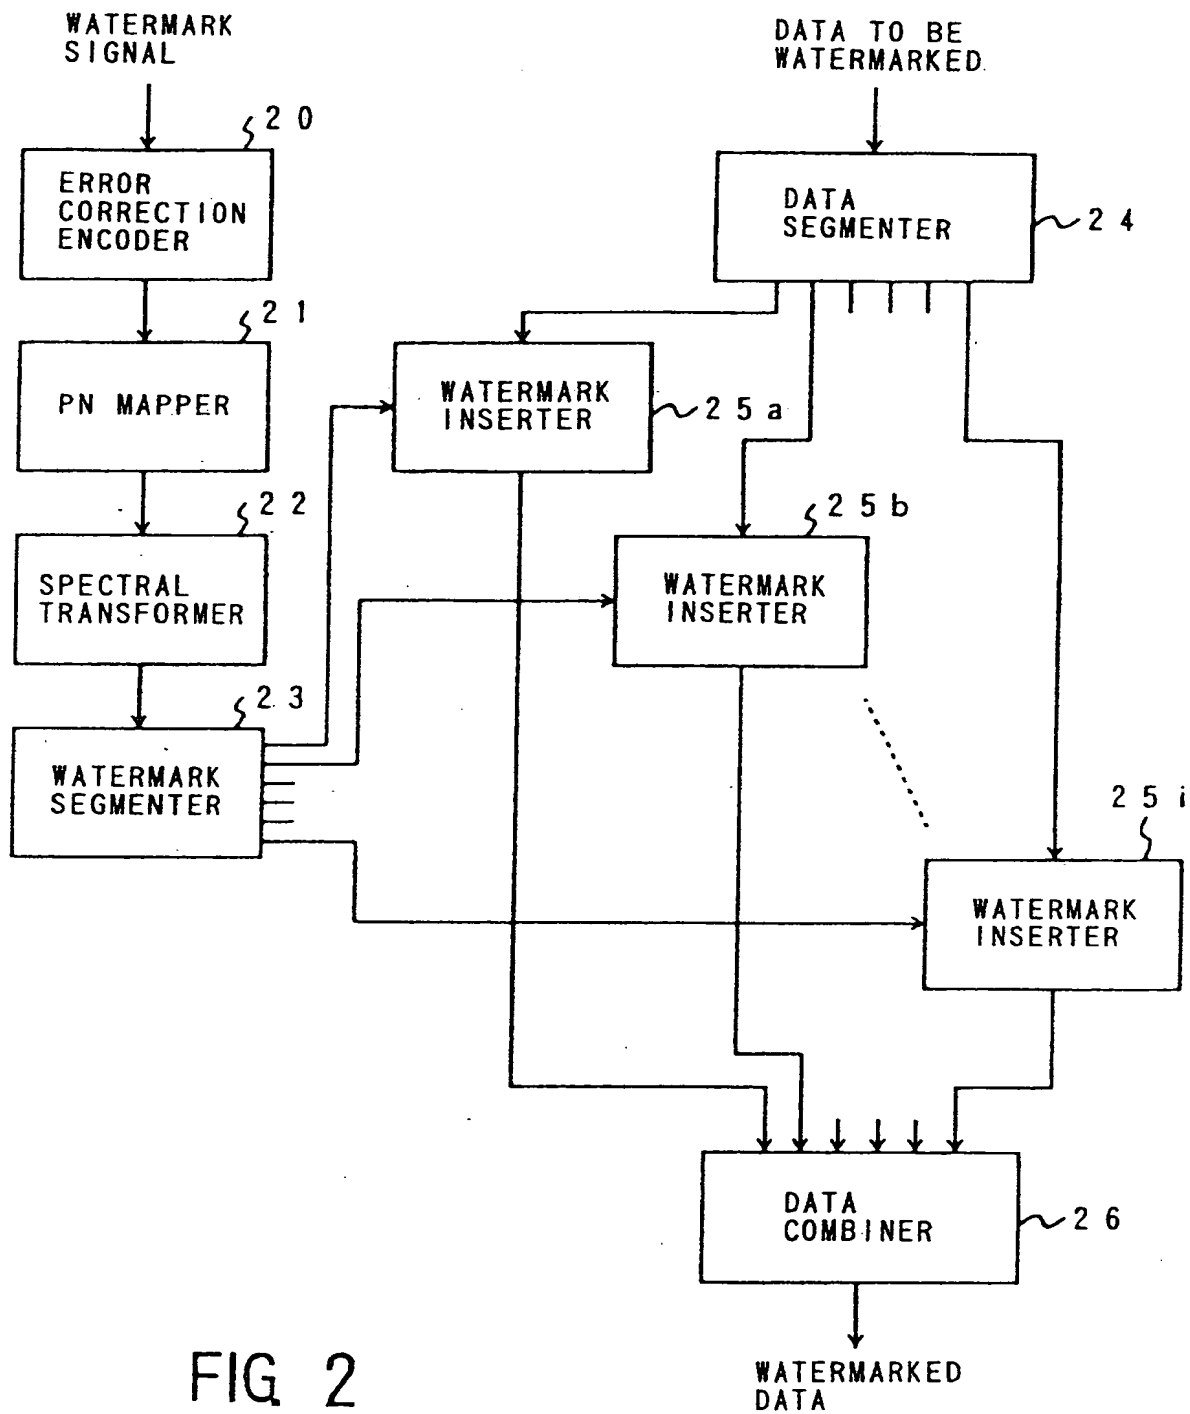 WATERMARK
SIGNAL
DATA TO BE
WATERMARKED
20
ERROR
CORRECTION
ENCODER
DATA
SEGMENTER
24
21
PN MAPPER
WATERMARK
INSERTER
25a
22
SPECTRAL
TRANSFORMER
25b
WATERMARK
INSERTER
23
WATERMARK
SEGMENTER
25i
WATERMARK
INSERTER
DATA
COMBINER
26
WATERMARKED
DATA
FIG. 2